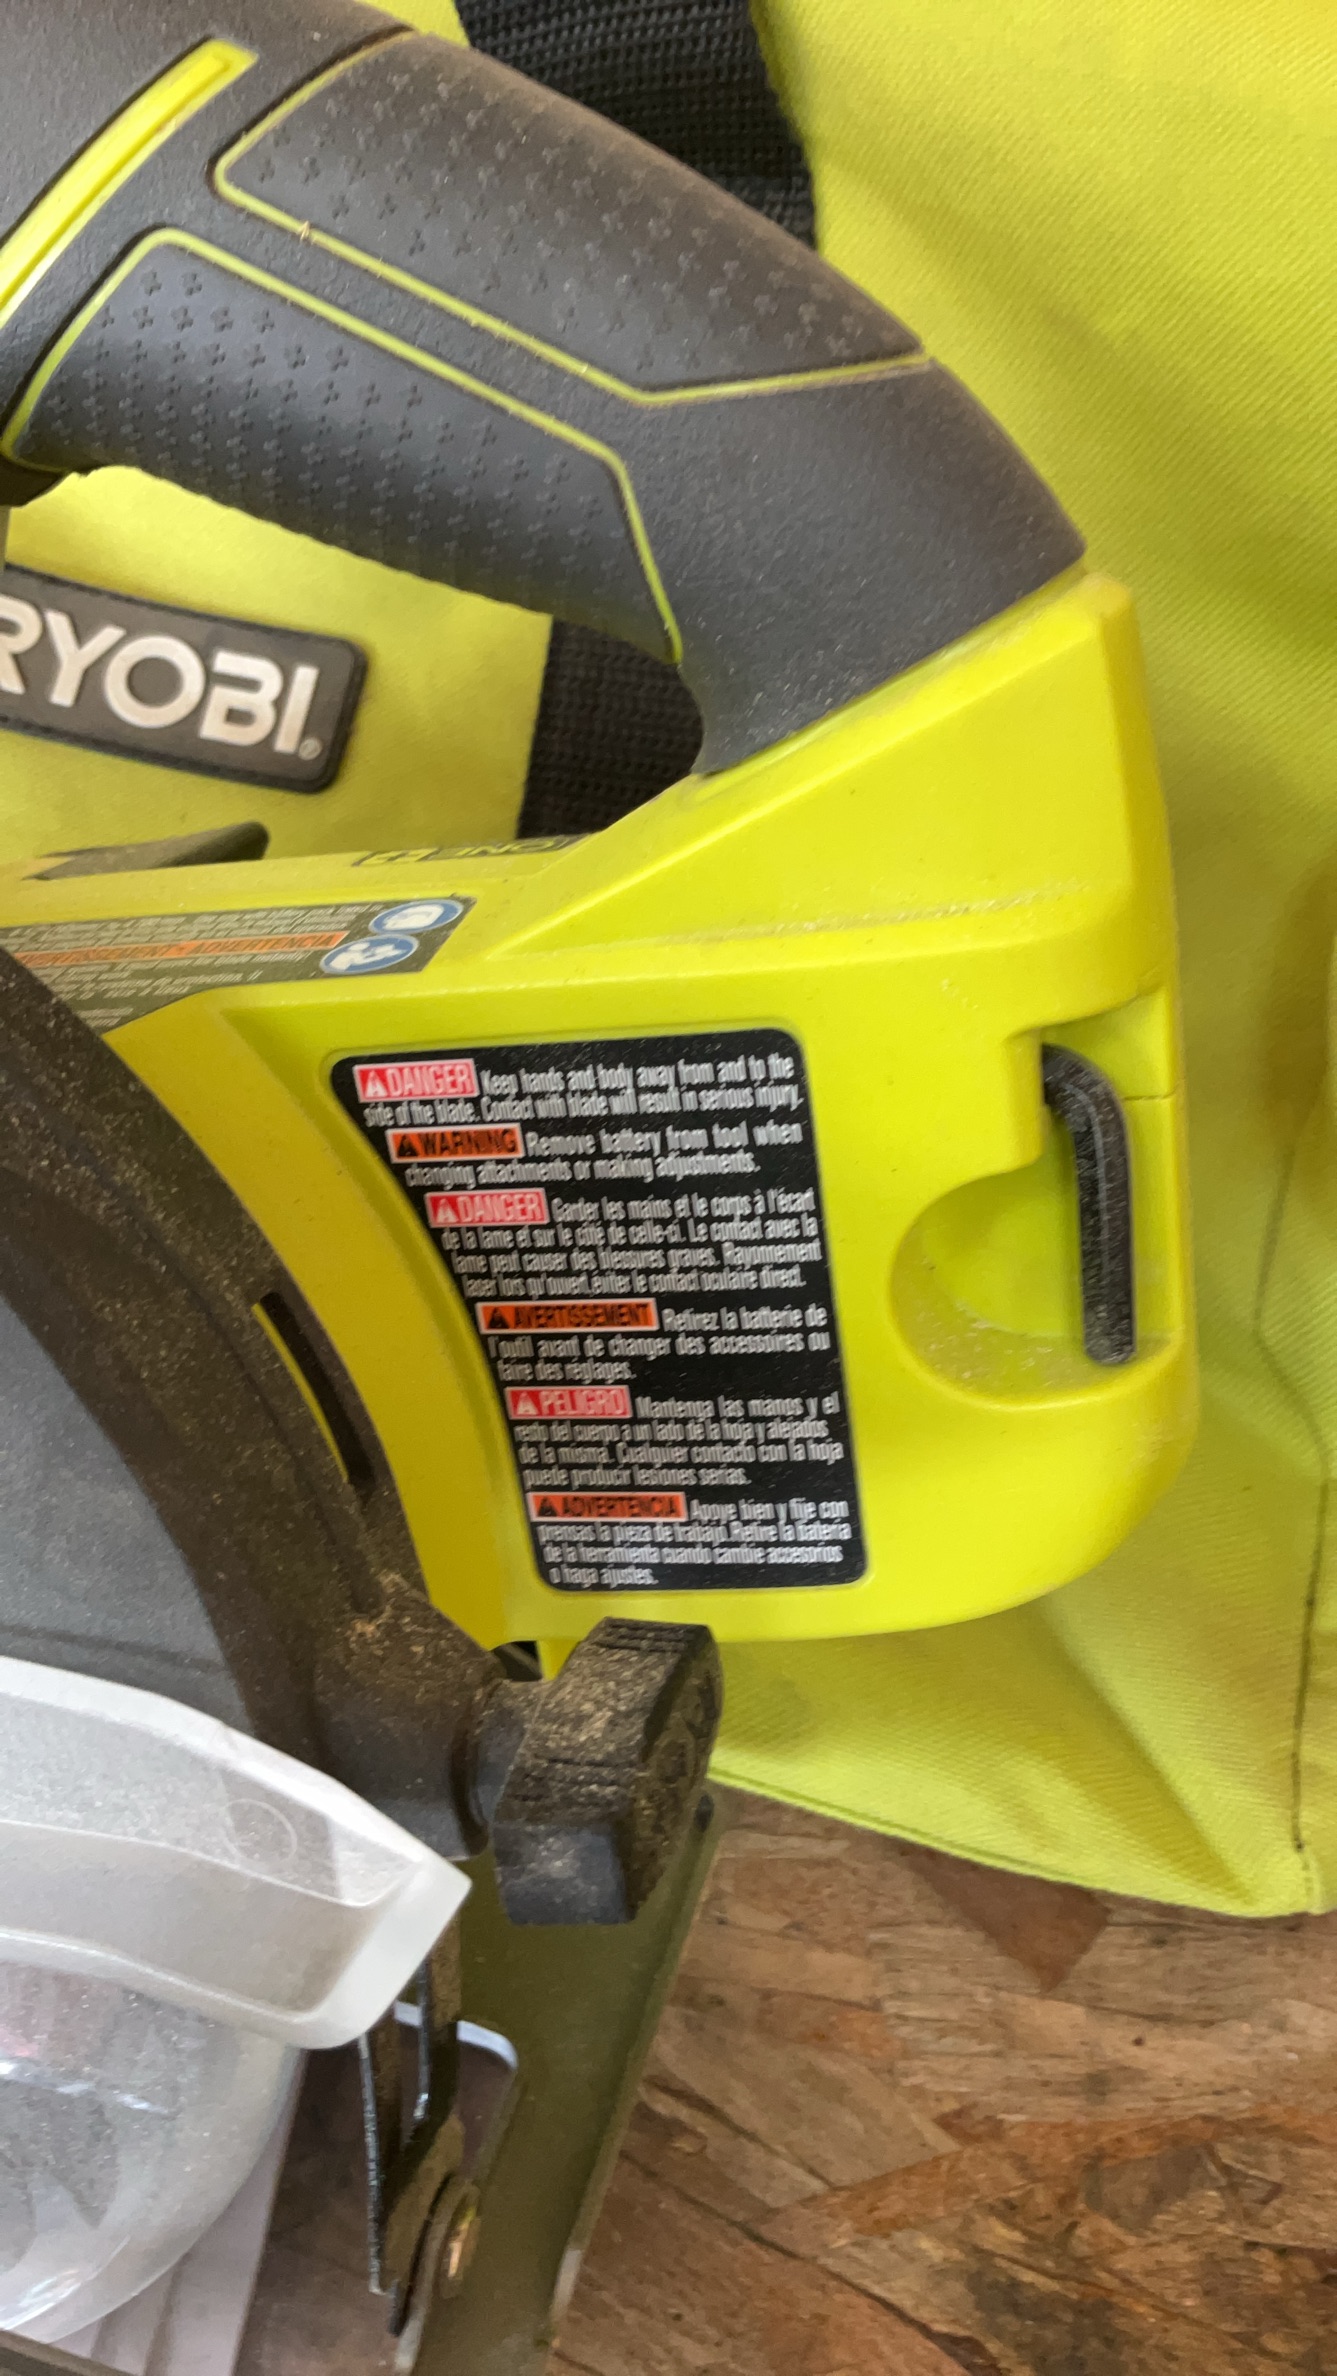 RYOBI
ONE+
AVERTISSEMENT • ADVERTENCIA
DANGER Keep hands and body away from and to the
side of the blade. Contact with blade will result in serious injury.
WARNING Remove battery from tool when
changing attachments or making adjustments.
DANGER Garder les mains et le corps à l'écart
de la lame et sur le côté de celle-ci. Le contact avec la
lame peut causer des blessures graves. Rayonnement
laser lors qu'ouvert,éviter le contact oculaire direct.
AVERTISSEMENT Retirez la batterie de
l'outil avant de changer des accessoires ou
faire des réglages.
PELIGRO Mantenga las manos y el
resto del cuerpo a un lado de la hoja y alejados
de la misma. Cualquier contacto con la hoja
puede producir lesiones serias.
ADVERTENCIA Apoye bien y fije con
prensas la pieza de trabajo.Retire la batería
de la herramienta cuando cambie accesorios
o haga ajustes.